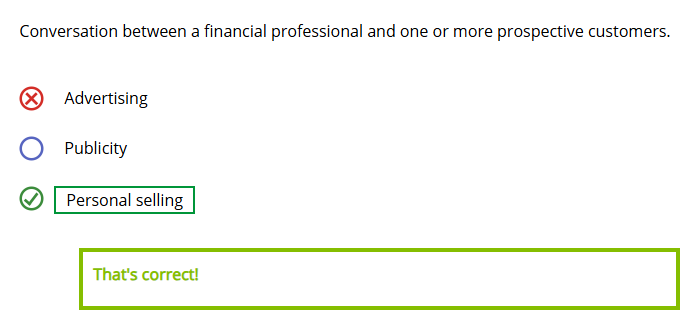 Conversation between a financial professional and one or more prospective customers.
Advertising
Publicity
Personal selling
That's correct!